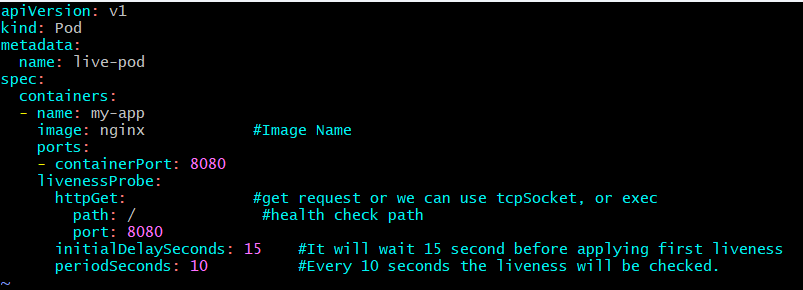 apiVersion: v1
kind: Pod
metadata:
  name: live-pod
spec:
  containers:
  - name: my-app
    image: nginx            #Image Name
    ports:
    - containerPort: 8080
    livenessProbe:
      httpGet:              #get request or we can use tcpSocket, or exec
        path: /              #health check path
        port: 8080
      initialDelaySeconds: 15    #It will wait 15 second before applying first liveness
      periodSeconds: 10          #Every 10 seconds the liveness will be checked.
~